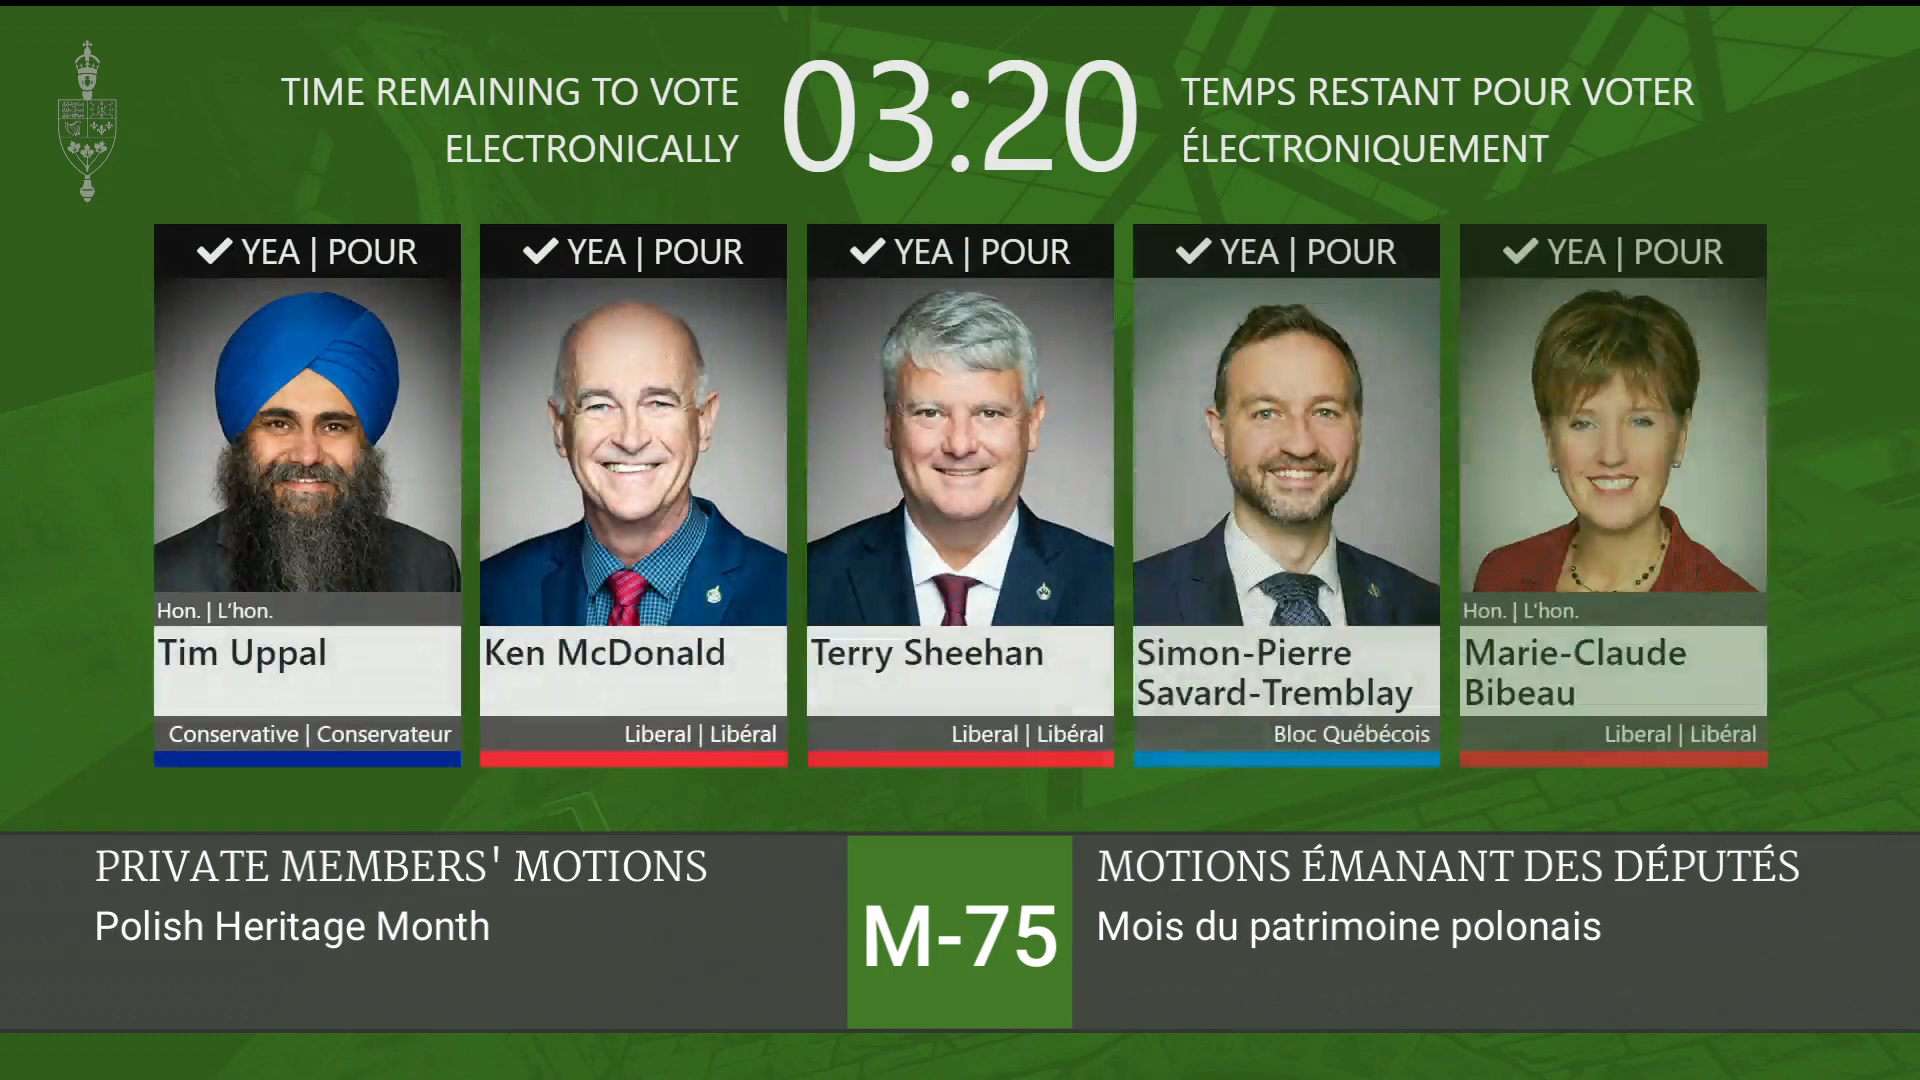 TIME REMAINING TO VOTE
ELECTRONICALLY
03:20
TEMPS RESTANT POUR VOTER
ÉLECTRONIQUEMENT
YEA | POUR
Hon. | L'hon.
Tim Uppal
Conservative | Conservateur
YEA | POUR
Ken McDonald
Liberal | Libéral
YEA | POUR
Terry Sheehan
Liberal | Libéral
YEA | POUR
Simon-Pierre
Savard-Tremblay
Bloc Québécois
YEA | POUR
Hon. | L'hon.
Marie-Claude
Bibeau
Liberal | Libéral
PRIVATE MEMBERS' MOTIONS
Polish Heritage Month
M-75
MOTIONS ÉMANANT DES DÉPUTÉS
Mois du patrimoine polonais